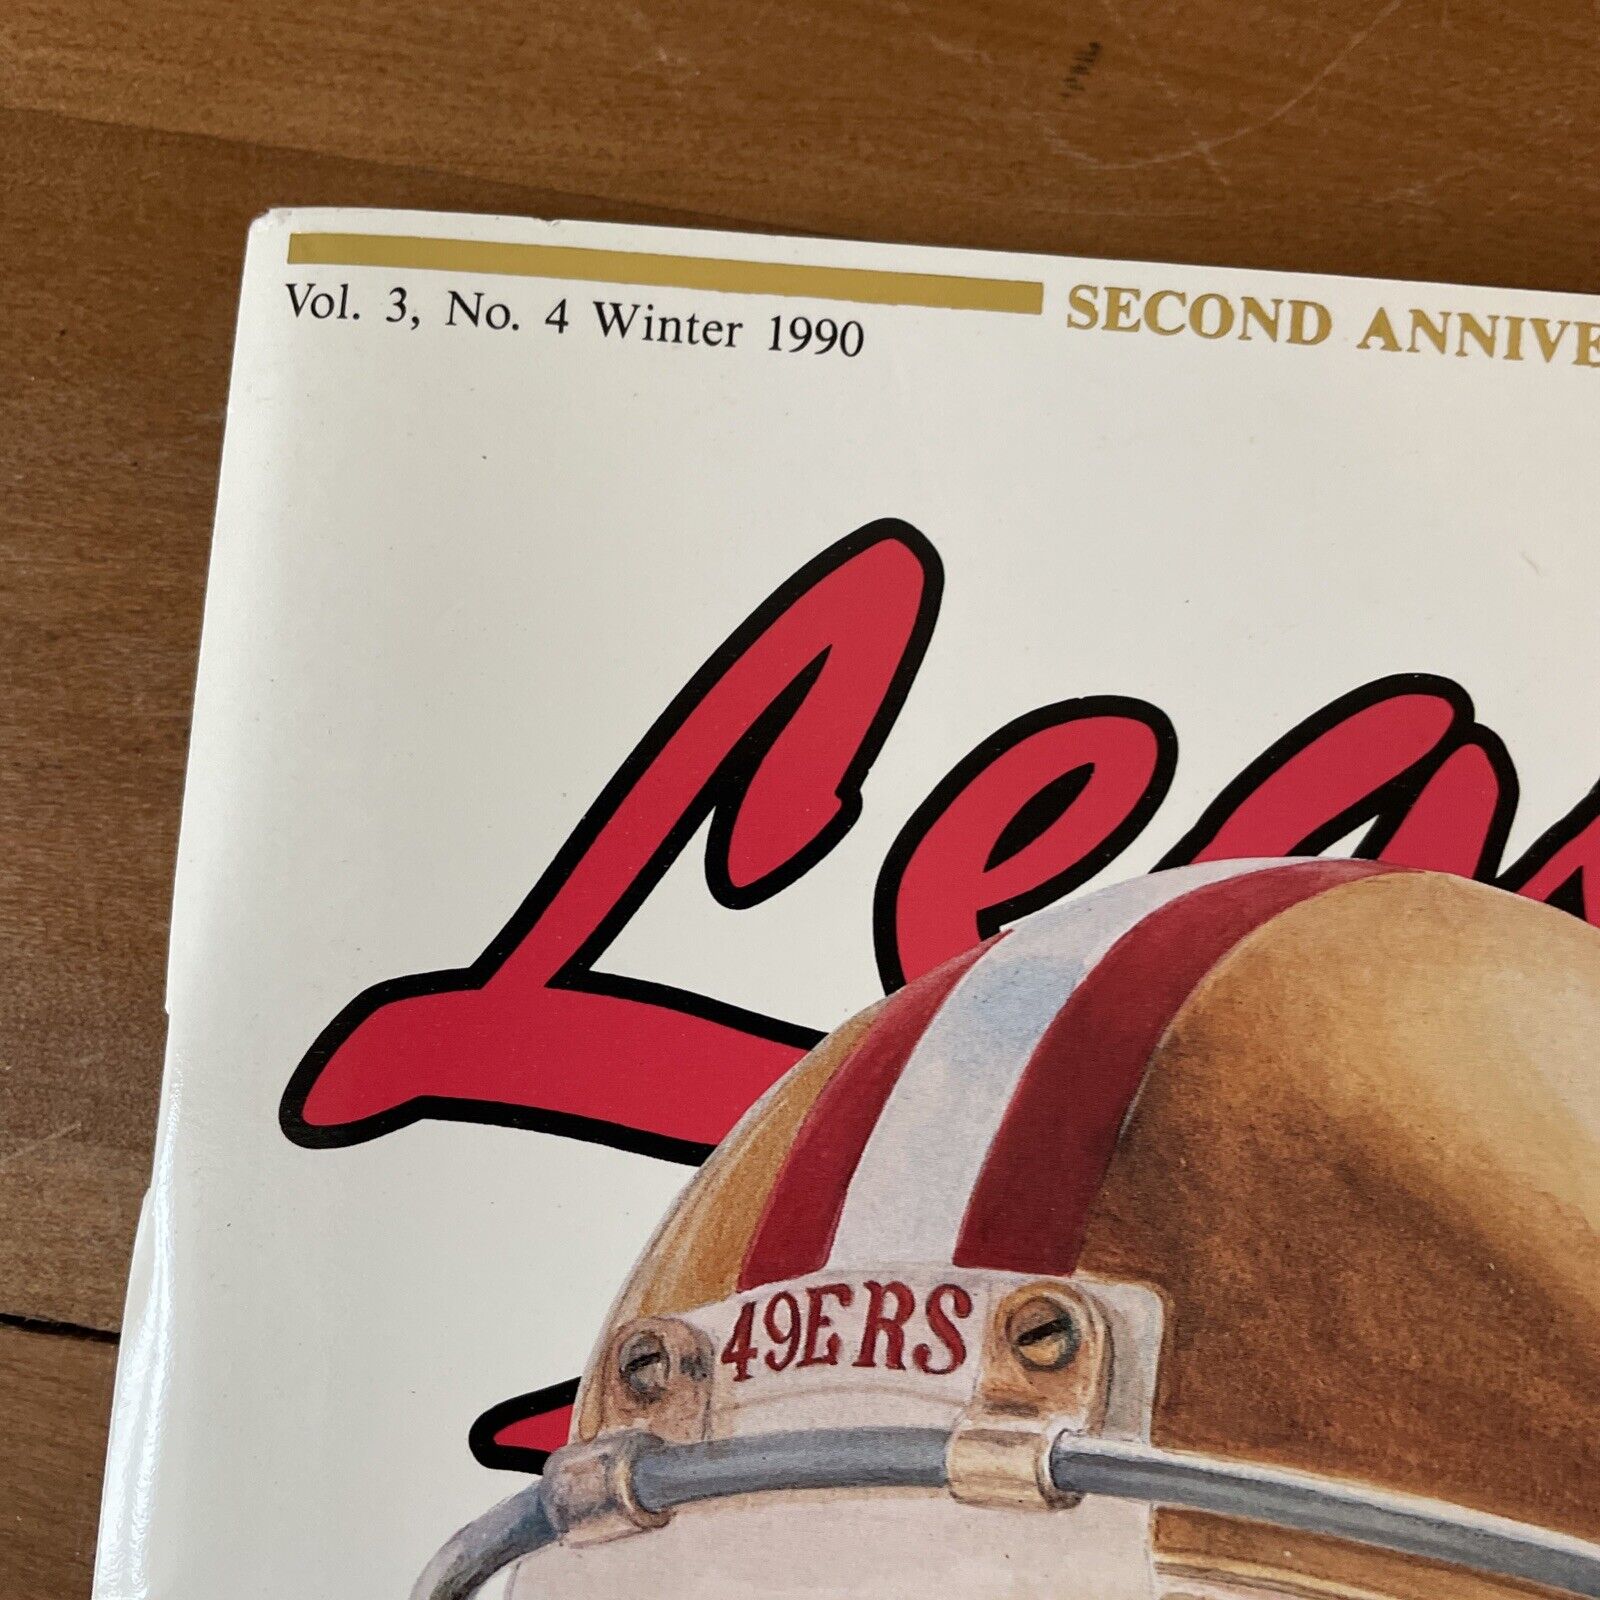 Vol. 3, No. 4 Winter 1990
SECOND ANNIVE
Leg
49ERS